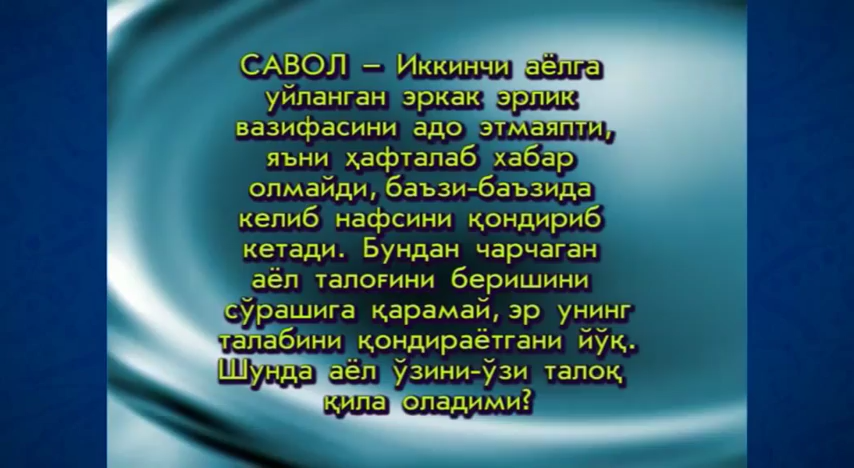 САВОЛ – Иккинчи аёлга
уйланган эркак эрлик
вазифасини адо этмаяпти,
яъни ҳафталаб хабар
олмайди, баъзи-баъзида
келиб нафсини қондириб
кетади. Бундан чарчаган
аёл талоғини беришини
сўрашига қарамай, эр унинг
талабини қондираётгани йўқ.
Шунда аёл ўзини-ўзи талоқ
қила оладими?